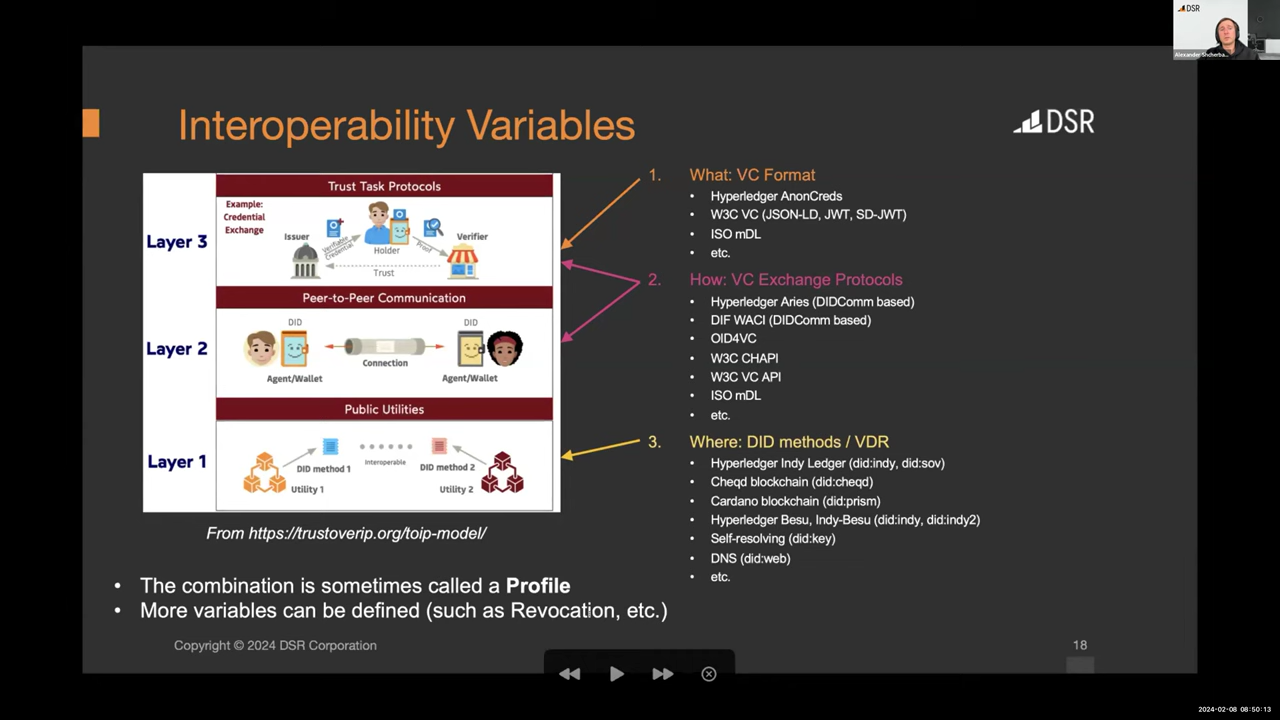 DSR
Alexander Shcherba...
Interoperability Variables
DSR
Trust Task Protocols
Example:
Credential
Exchange
Layer 3
Issuer
Verifiable
Credential
Holder
Proof
Verifier
Trust
Peer-to-Peer Communication
Layer 2
DID
DID
Connection
Agent/Wallet
Agent/Wallet
Public Utilities
Layer 1
DID method 1
Interoperable
DID method 2
Utility 1
Utility 2
From https://trustoverip.org/toip-model/
1. What: VC Format
• Hyperledger AnonCreds
• W3C VC (JSON-LD, JWT, SD-JWT)
• ISO mDL
• etc.
2. How: VC Exchange Protocols
• Hyperledger Aries (DIDComm based)
• DIF WACI (DIDComm based)
• OID4VC
• W3C CHAPI
• W3C VC API
• ISO mDL
• etc.
3. Where: DID methods / VDR
• Hyperledger Indy Ledger (did:indy, did:sov)
• Cheqd blockchain (did:cheqd)
• Cardano blockchain (did:prism)
• Hyperledger Besu, Indy-Besu (did:indy, did:indy2)
• Self-resolving (did:key)
• DNS (did:web)
• etc.
• The combination is sometimes called a Profile
• More variables can be defined (such as Revocation, etc.)
Copyright © 2024 DSR Corporation
18
2024-02-08 08:50:13